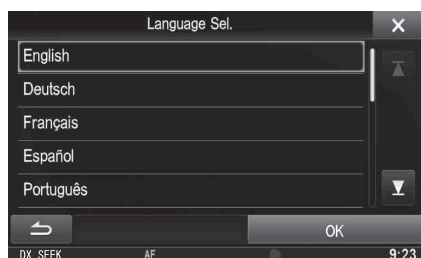 Language Sel.
English
Deutsch
Français
Español
Português
OK
DX SEEK AF 9:23